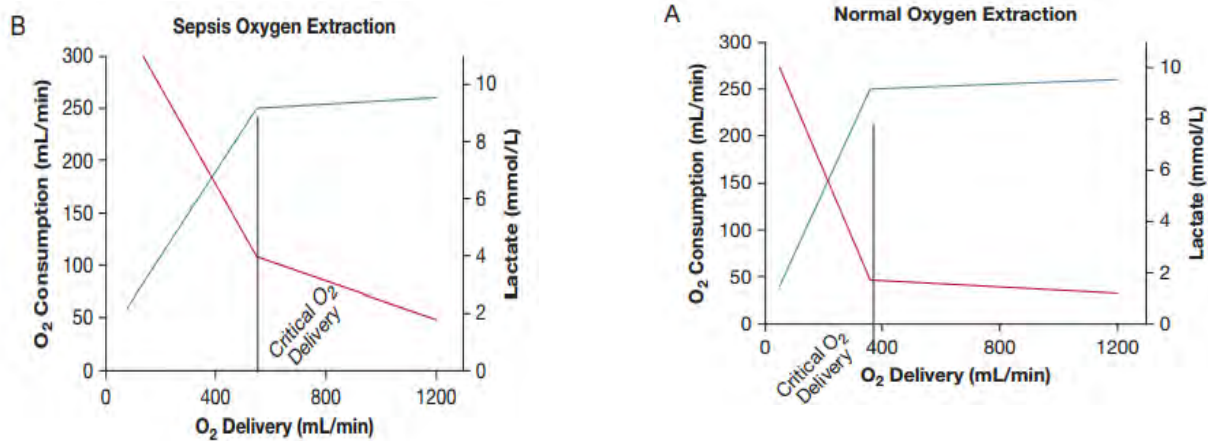 B
Sepsis Oxygen Extraction
O2 Consumption (mL/min)
300
250
200
150
100
50
0
0
400
800
1200
O2 Delivery (mL/min)
Critical O2
Delivery
10
8
6
4
2
0
Lactate (mmol/L)
A
Normal Oxygen Extraction
O2 Consumption (mL/min)
300
250
200
150
100
50
0
0
400
800
1200
O2 Delivery (mL/min)
Critical O2
Delivery
10
8
6
4
2
0
Lactate (mmol/L)